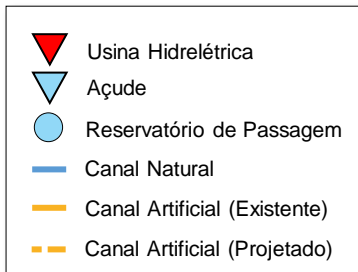 Usina Hidrelétrica
Açude
Reservatório de Passagem
Canal Natural
Canal Artificial (Existente)
Canal Artificial (Projetado)